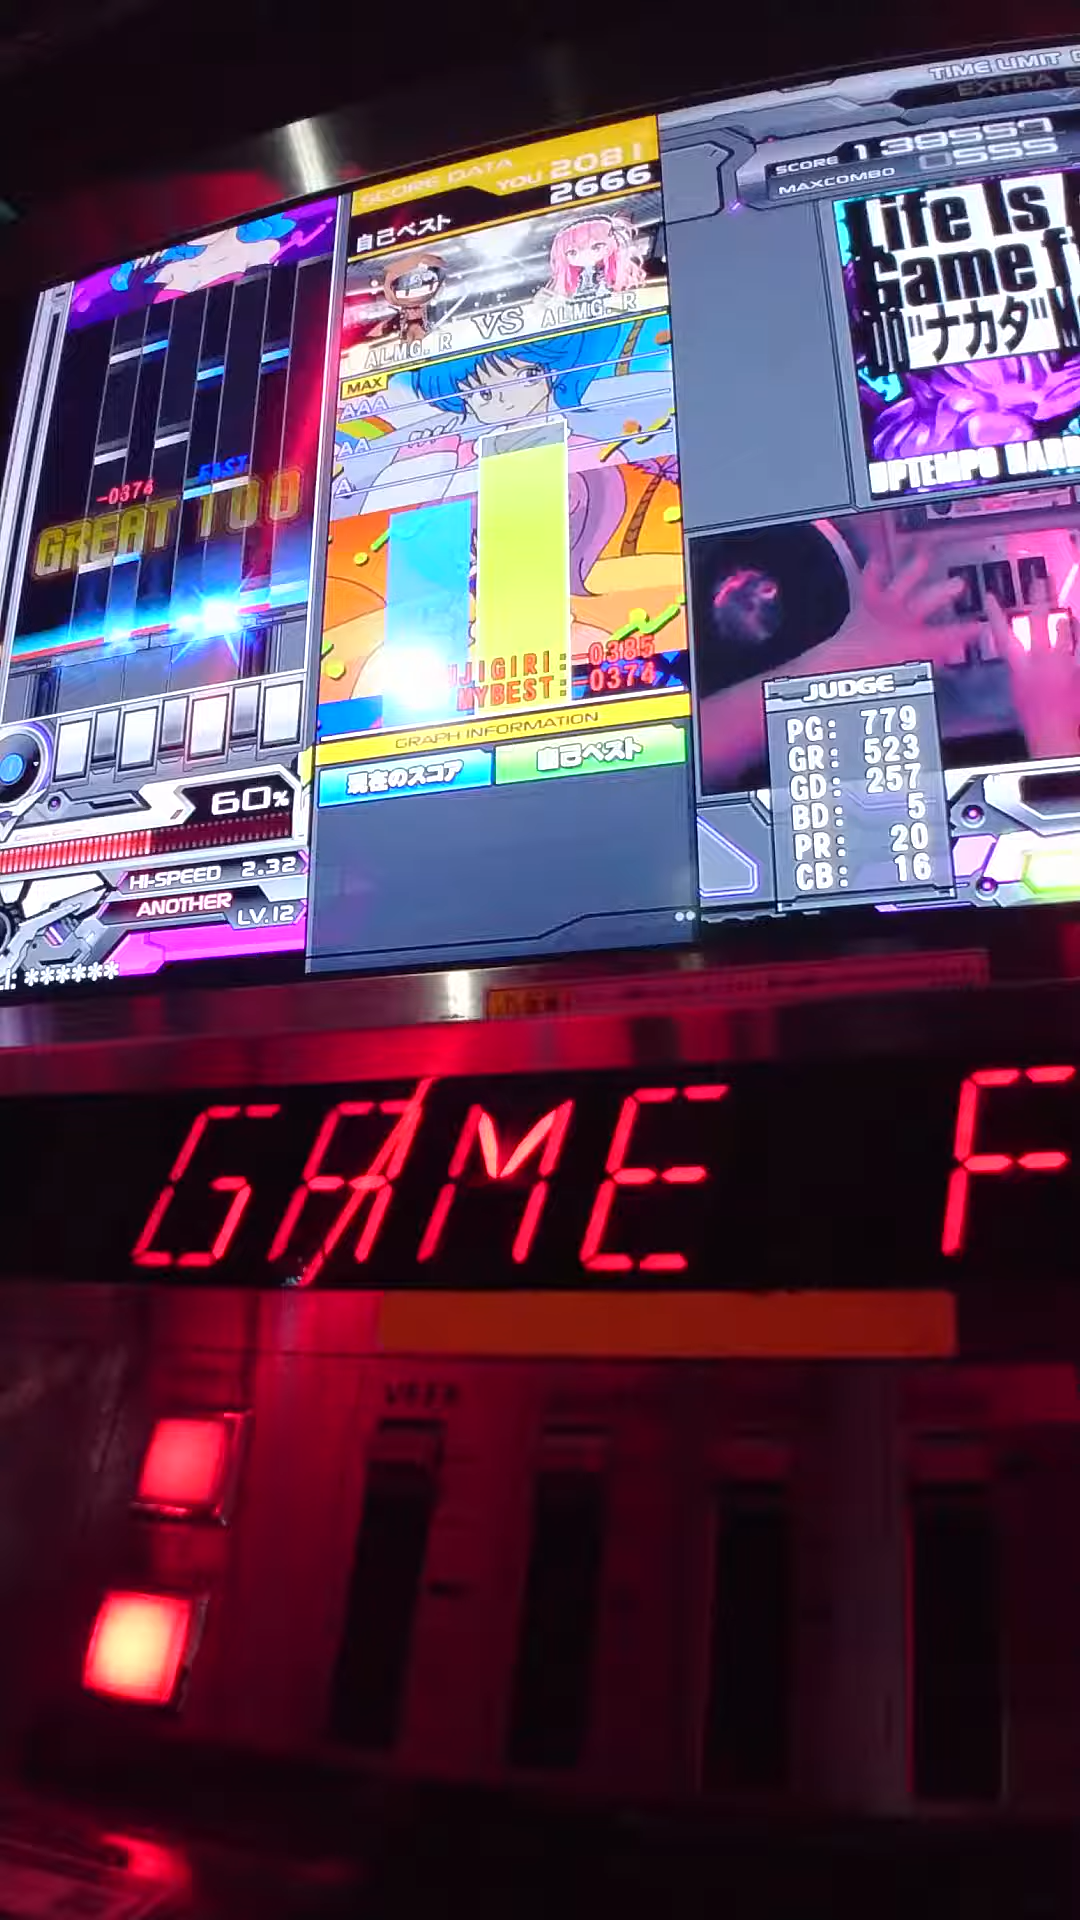 TIME LIMIT
EXTRA
SCORE DATA
YOU 2081
2666
自己ベスト
ALMG.R VS ALMG.R
MAX
AAA
AA
A
-0374
FAST
GREAT
JIGIRI:-0385
MYBEST:-0374
GRAPH INFORMATION
現在のスコア
自己ベスト
60%
HI-SPEED 2.32
ANOTHER
LV.12
: ******
SCORE 138557
MAXCOMBO 0555
Life Is
Game f
"ナカタ"M
UPTEMPO HARD
JUDGE
PG: 779
GR: 523
GD: 257
BD: 5
PR: 20
CB: 16
GAME F